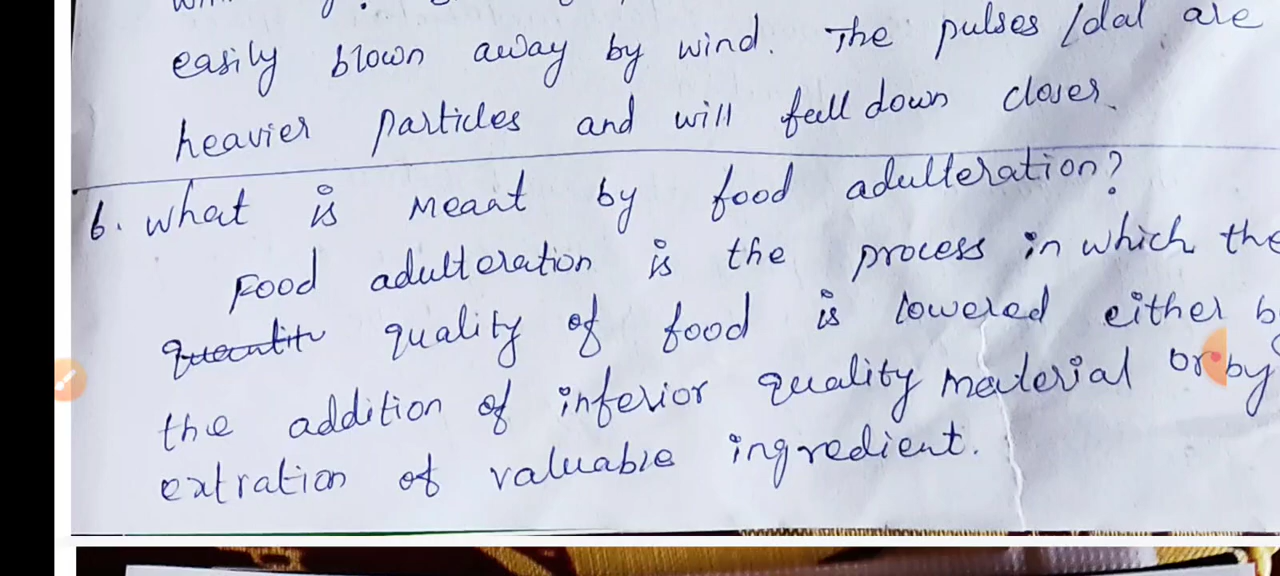 easily blown away by wind. The pulses /dal are
heavier particles and will fall down closer.
6. What is meant by food adulteration?
Food adulteration is the process in which the
quality of food is lowered either b
the addition of inferior quality material or by
extration of valuable ingredient.